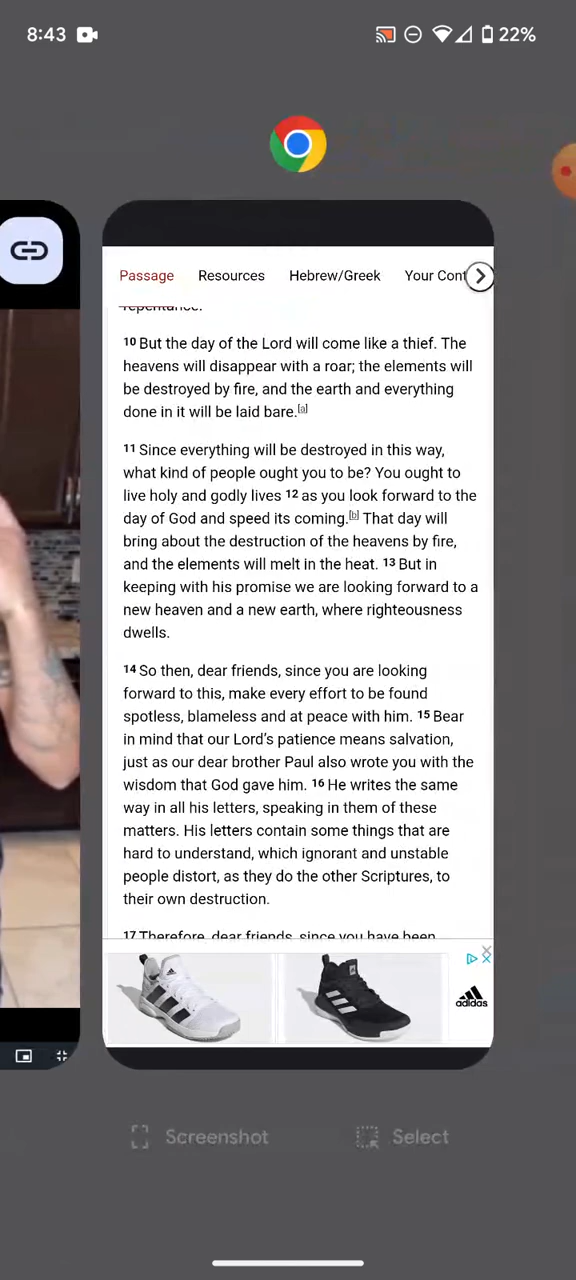 8:43
22%
Passage Resources Hebrew/Greek Your Cont
repentance.
10 But the day of the Lord will come like a thief. The
heavens will disappear with a roar; the elements will
be destroyed by fire, and the earth and everything
done in it will be laid bare.[a]
11 Since everything will be destroyed in this way,
what kind of people ought you to be? You ought to
live holy and godly lives 12 as you look forward to the
day of God and speed its coming.[b] That day will
bring about the destruction of the heavens by fire,
and the elements will melt in the heat. 13 But in
keeping with his promise we are looking forward to a
new heaven and a new earth, where righteousness
dwells.
14 So then, dear friends, since you are looking
forward to this, make every effort to be found
spotless, blameless and at peace with him. 15 Bear
in mind that our Lord’s patience means salvation,
just as our dear brother Paul also wrote you with the
wisdom that God gave him. 16 He writes the same
way in all his letters, speaking in them of these
matters. His letters contain some things that are
hard to understand, which ignorant and unstable
people distort, as they do the other Scriptures, to
their own destruction.
17 Therefore, dear friends, since you have been
adidas
Screenshot Select